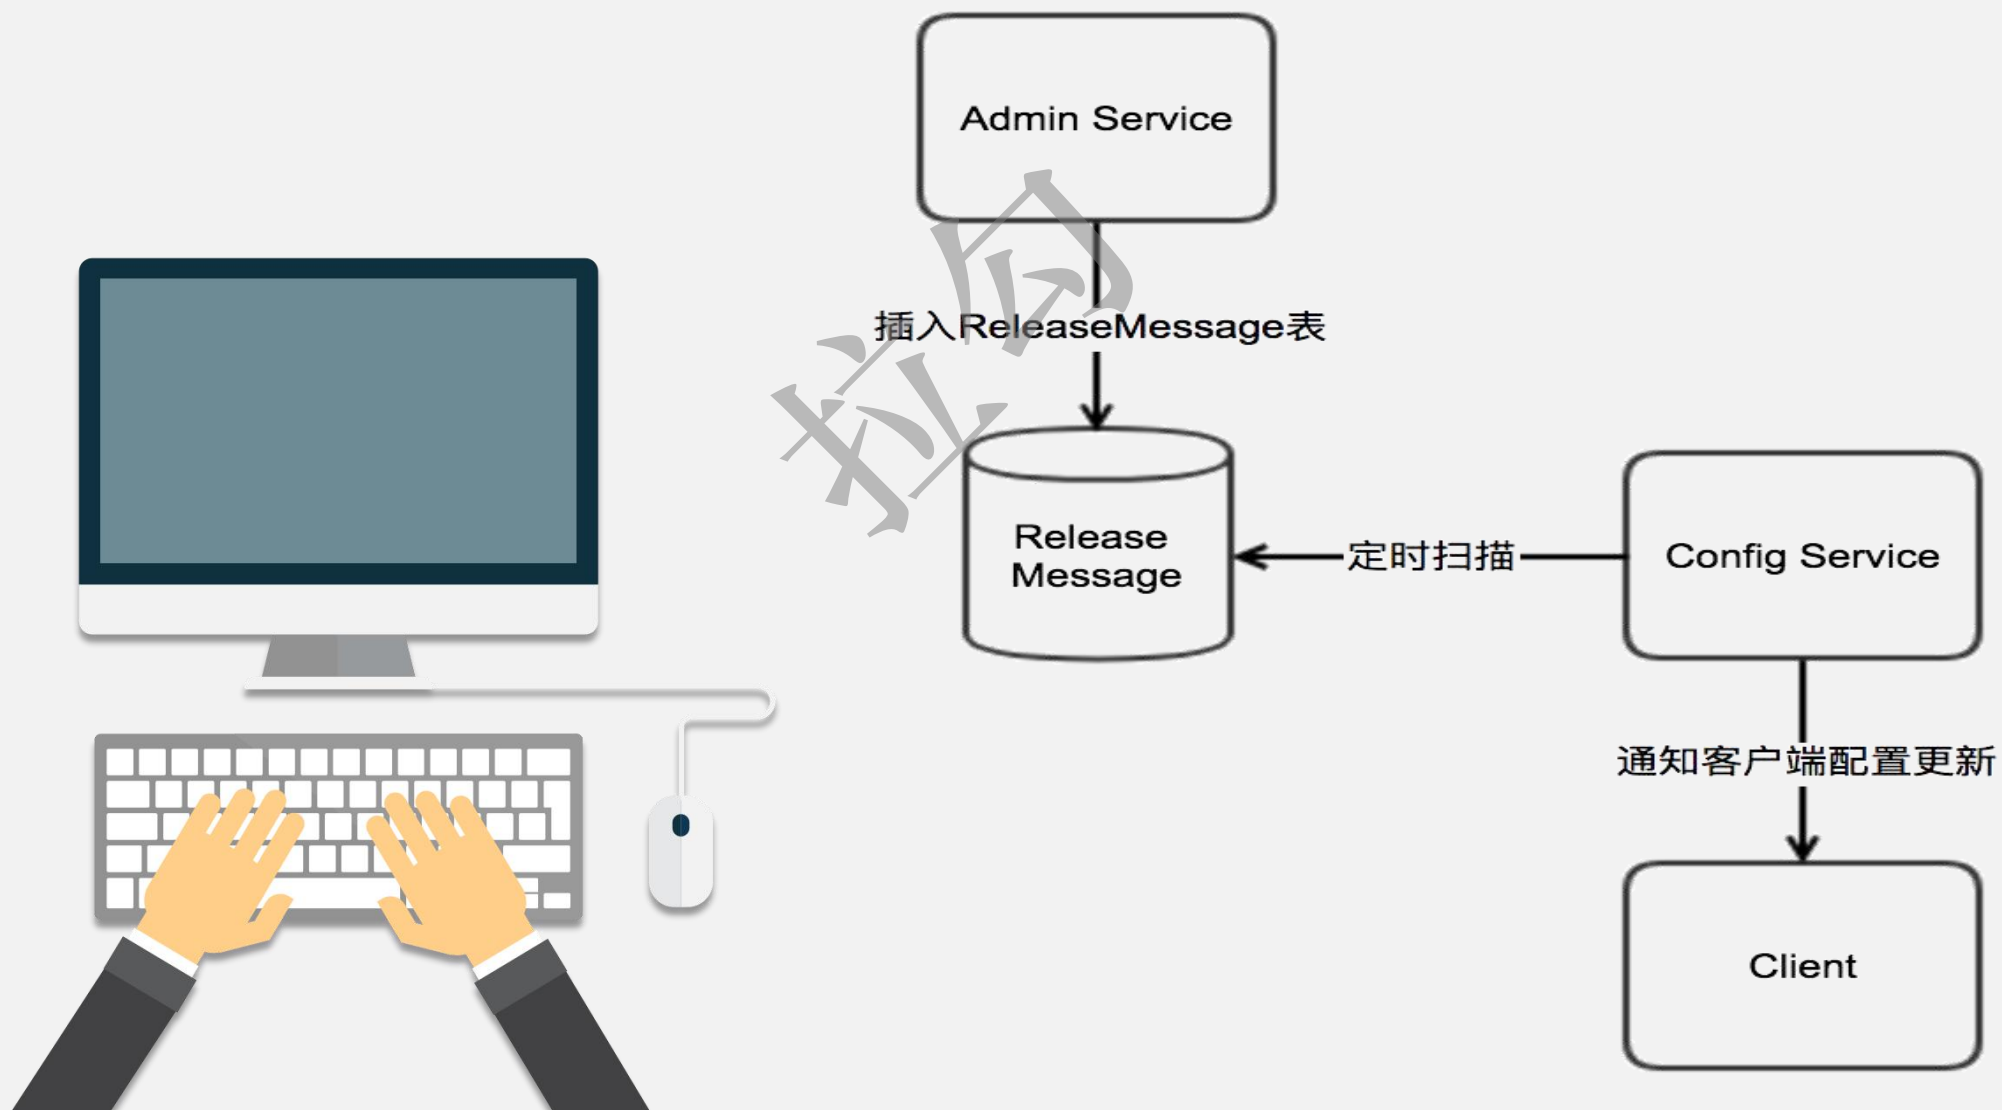 Admin Service
插入ReleaseMessage表
拉勾
Release
Message
定时扫描
Config Service
通知客户端配置更新
Client